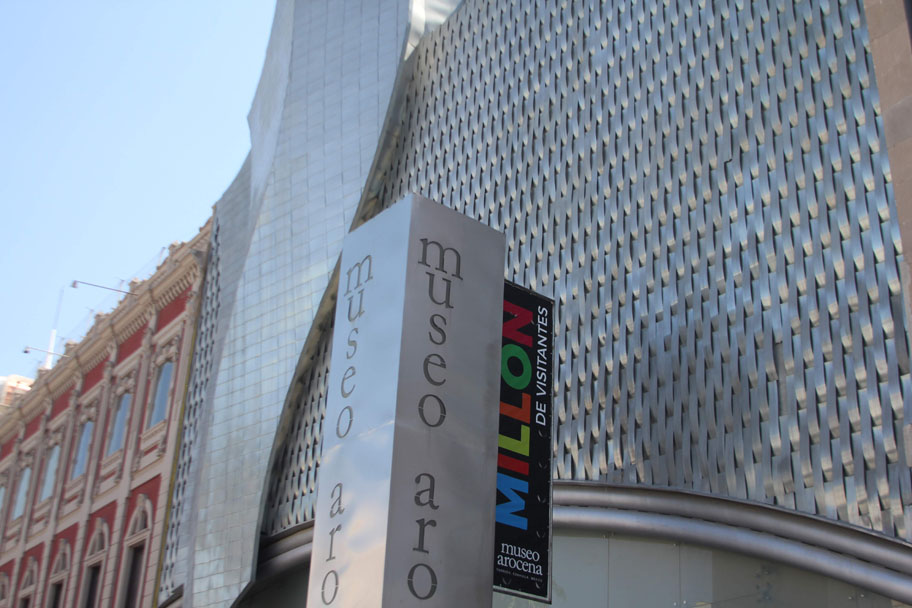 museo aro
museo aro
MILLON
DE VISITANTES
museo
arocena